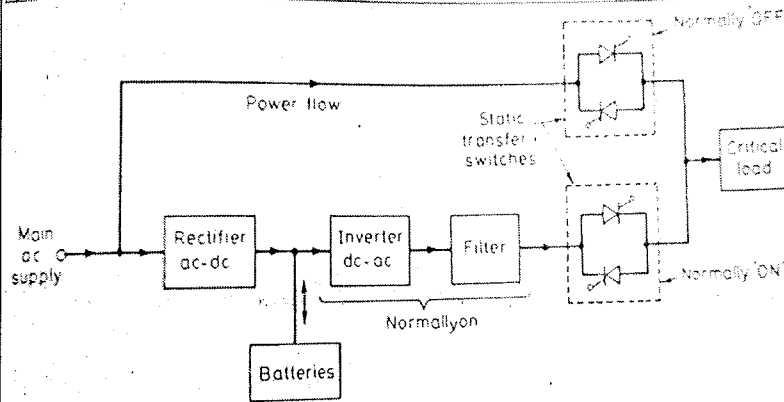 Normally 'OFF'
Power flow
Static
transfer
switches
Critical
load
Main
ac
supply
Rectifier
ac-dc
Inverter
dc-ac
Filter
Normally 'ON'
Normallyon
Batteries